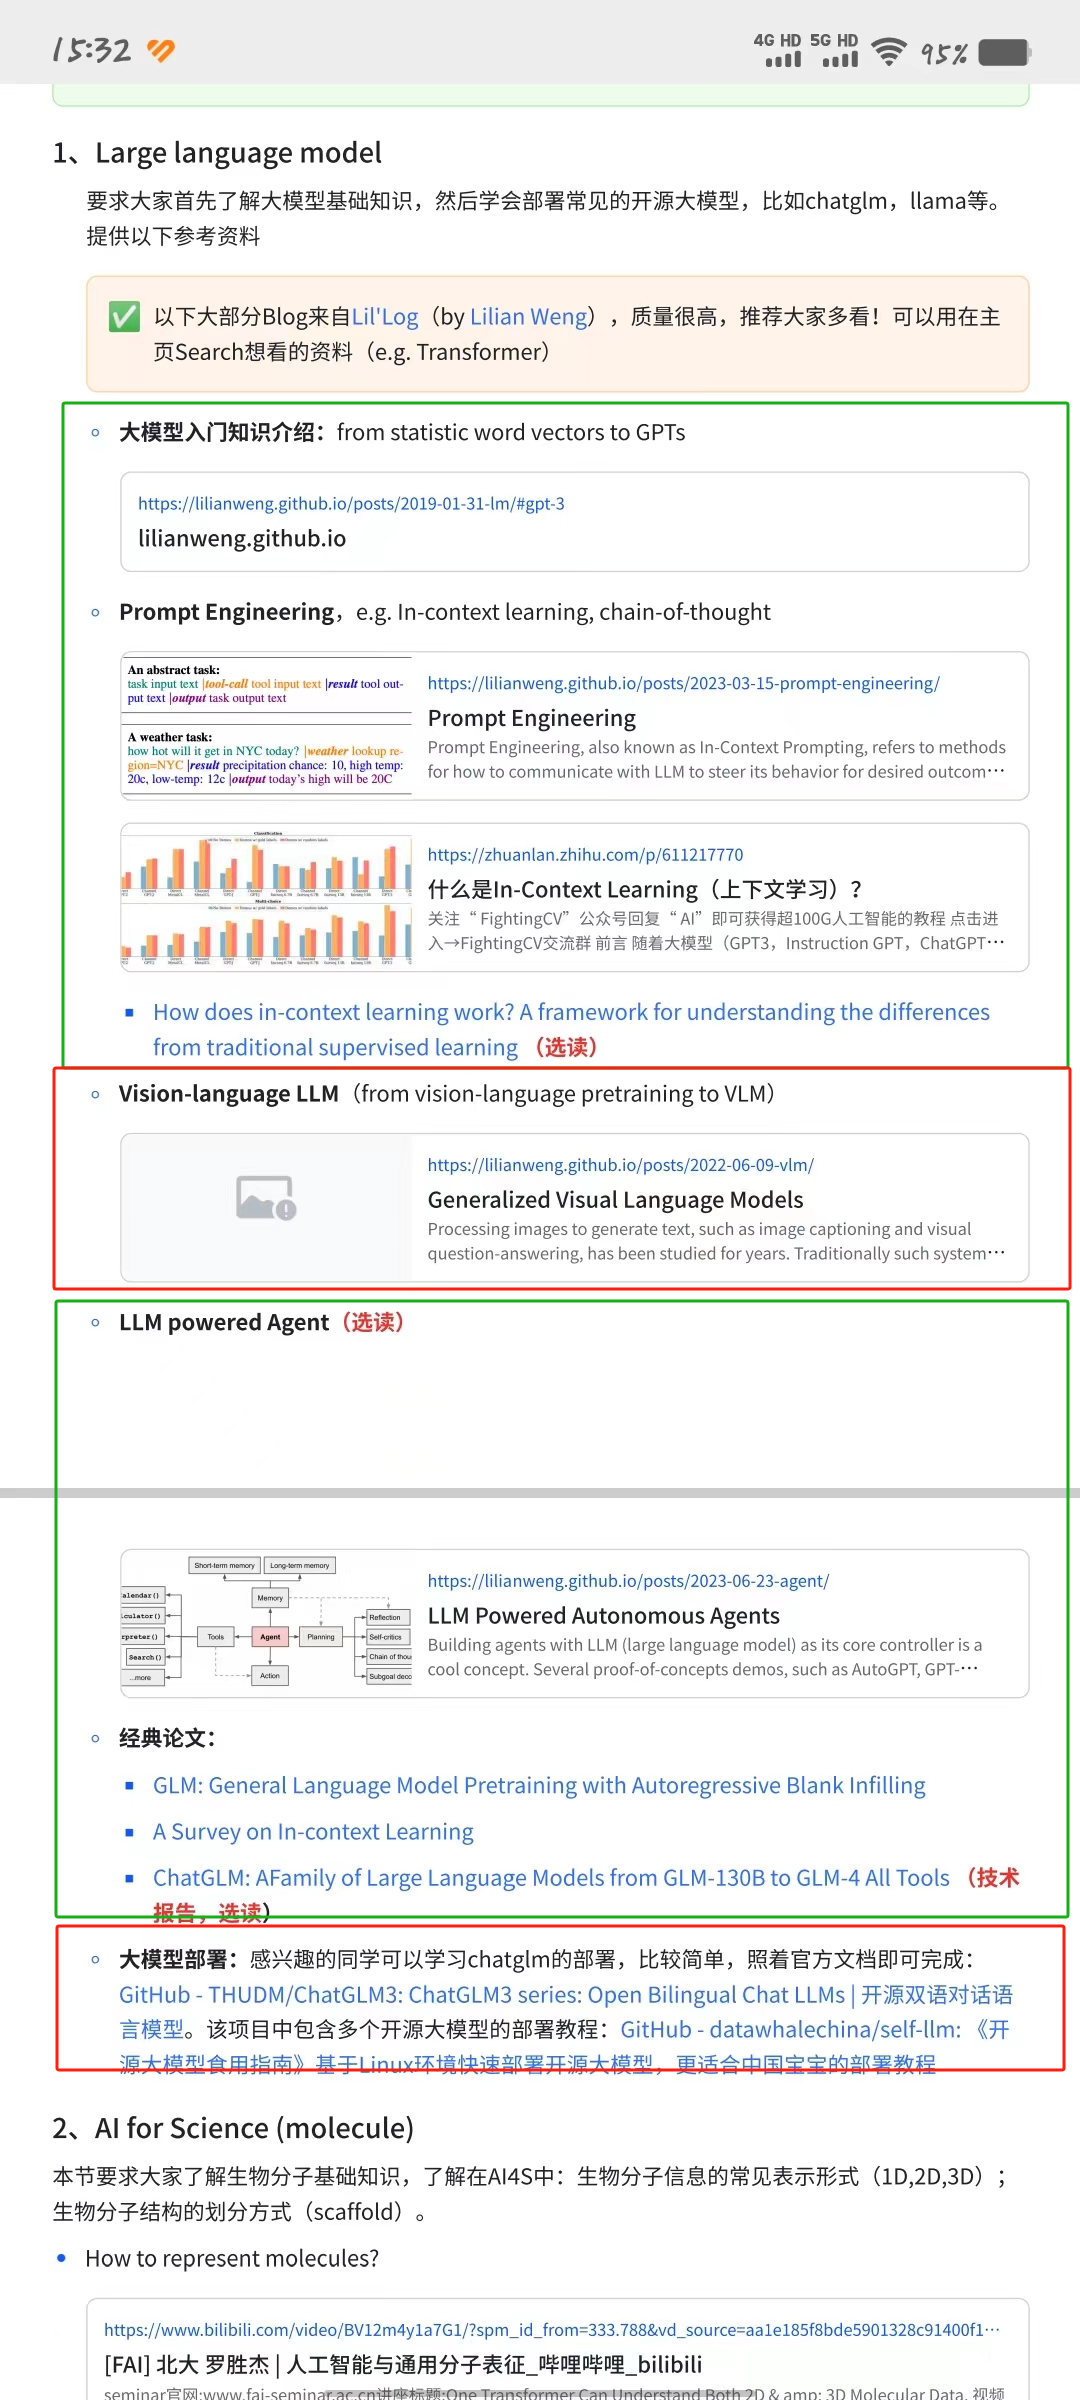 15:32
4G HD 5G HD 95%
1、Large language model
要求大家首先了解大模型基础知识，然后学会部署常见的开源大模型，比如chatglm，llama等。
提供以下参考资料
以下大部分Blog来自Lil'Log（by Lilian Weng），质量很高，推荐大家多看！可以用在主
页Search想看的资料（e.g. Transformer）
大模型入门知识介绍：from statistic word vectors to GPTs
https://lilianweng.github.io/posts/2019-01-31-lm/#gpt-3
lilianweng.github.io
Prompt Engineering，e.g. In-context learning, chain-of-thought
An abstract task:
task input text |tool-call tool input text |result tool out-
put text |output task output text
A weather task:
how hot will it get in NYC today? |weather lookup re-
gion=NYC |result precipitation chance: 10, high temp:
20c, low-temp: 12c |output today's high will be 20C
https://lilianweng.github.io/posts/2023-03-15-prompt-engineering/
Prompt Engineering
Prompt Engineering, also known as In-Context Prompting, refers to methods
for how to communicate with LLM to steer its behavior for desired outcom···
Classification
Multi-choice
https://zhuanlan.zhihu.com/p/611217770
什么是In-Context Learning（上下文学习）？
关注“ FightingCV”公众号回复“ AI”即可获得超100G人工智能的教程 点击进
入→FightingCV交流群 前言 随着大模型（GPT3，Instruction GPT，ChatGPT···
How does in-context learning work? A framework for understanding the differences
from traditional supervised learning （选读）
Vision-language LLM（from vision-language pretraining to VLM）
https://lilianweng.github.io/posts/2022-06-09-vlm/
Generalized Visual Language Models
Processing images to generate text, such as image captioning and visual
question-answering, has been studied for years. Traditionally such system···
LLM powered Agent（选读）
Short-term memory Long-term memory
alendar()
Memory
lculator()
Reflection
rpreter() Tools Agent Planning Self-critics
Search()
Chain of thou
...more Action Subgoal deco
https://lilianweng.github.io/posts/2023-06-23-agent/
LLM Powered Autonomous Agents
Building agents with LLM (large language model) as its core controller is a
cool concept. Several proof-of-concepts demos, such as AutoGPT, GPT-···
经典论文：
GLM: General Language Model Pretraining with Autoregressive Blank Infilling
A Survey on In-context Learning
ChatGLM: AFamily of Large Language Models from GLM-130B to GLM-4 All Tools （技术
报告，选读）
大模型部署：感兴趣的同学可以学习chatglm的部署，比较简单，照着官方文档即可完成：
GitHub - THUDM/ChatGLM3: ChatGLM3 series: Open Bilingual Chat LLMs | 开源双语对话语
言模型。该项目中包含多个开源大模型的部署教程：GitHub - datawhalechina/self-llm: 《开
源大模型食用指南》基于Linux环境快速部署开源大模型，更适合中国宝宝的部署教程
2、AI for Science (molecule)
本节要求大家了解生物分子基础知识，了解在AI4S中：生物分子信息的常见表示形式（1D,2D,3D）；
生物分子结构的划分方式（scaffold）。
How to represent molecules?
https://www.bilibili.com/video/BV12m4y1a7G1/?spm_id_from=333.788&vd_source=aa1e185f8bde5901328c91400f1···
[FAI] 北大 罗胜杰 | 人工智能与通用分子表征_哔哩哔哩_bilibili
seminar官网:www.fai-seminar.ac.cn讲座标题:One Transformer Can Understand Both 2D & amp; 3D Molecular Data, 视频